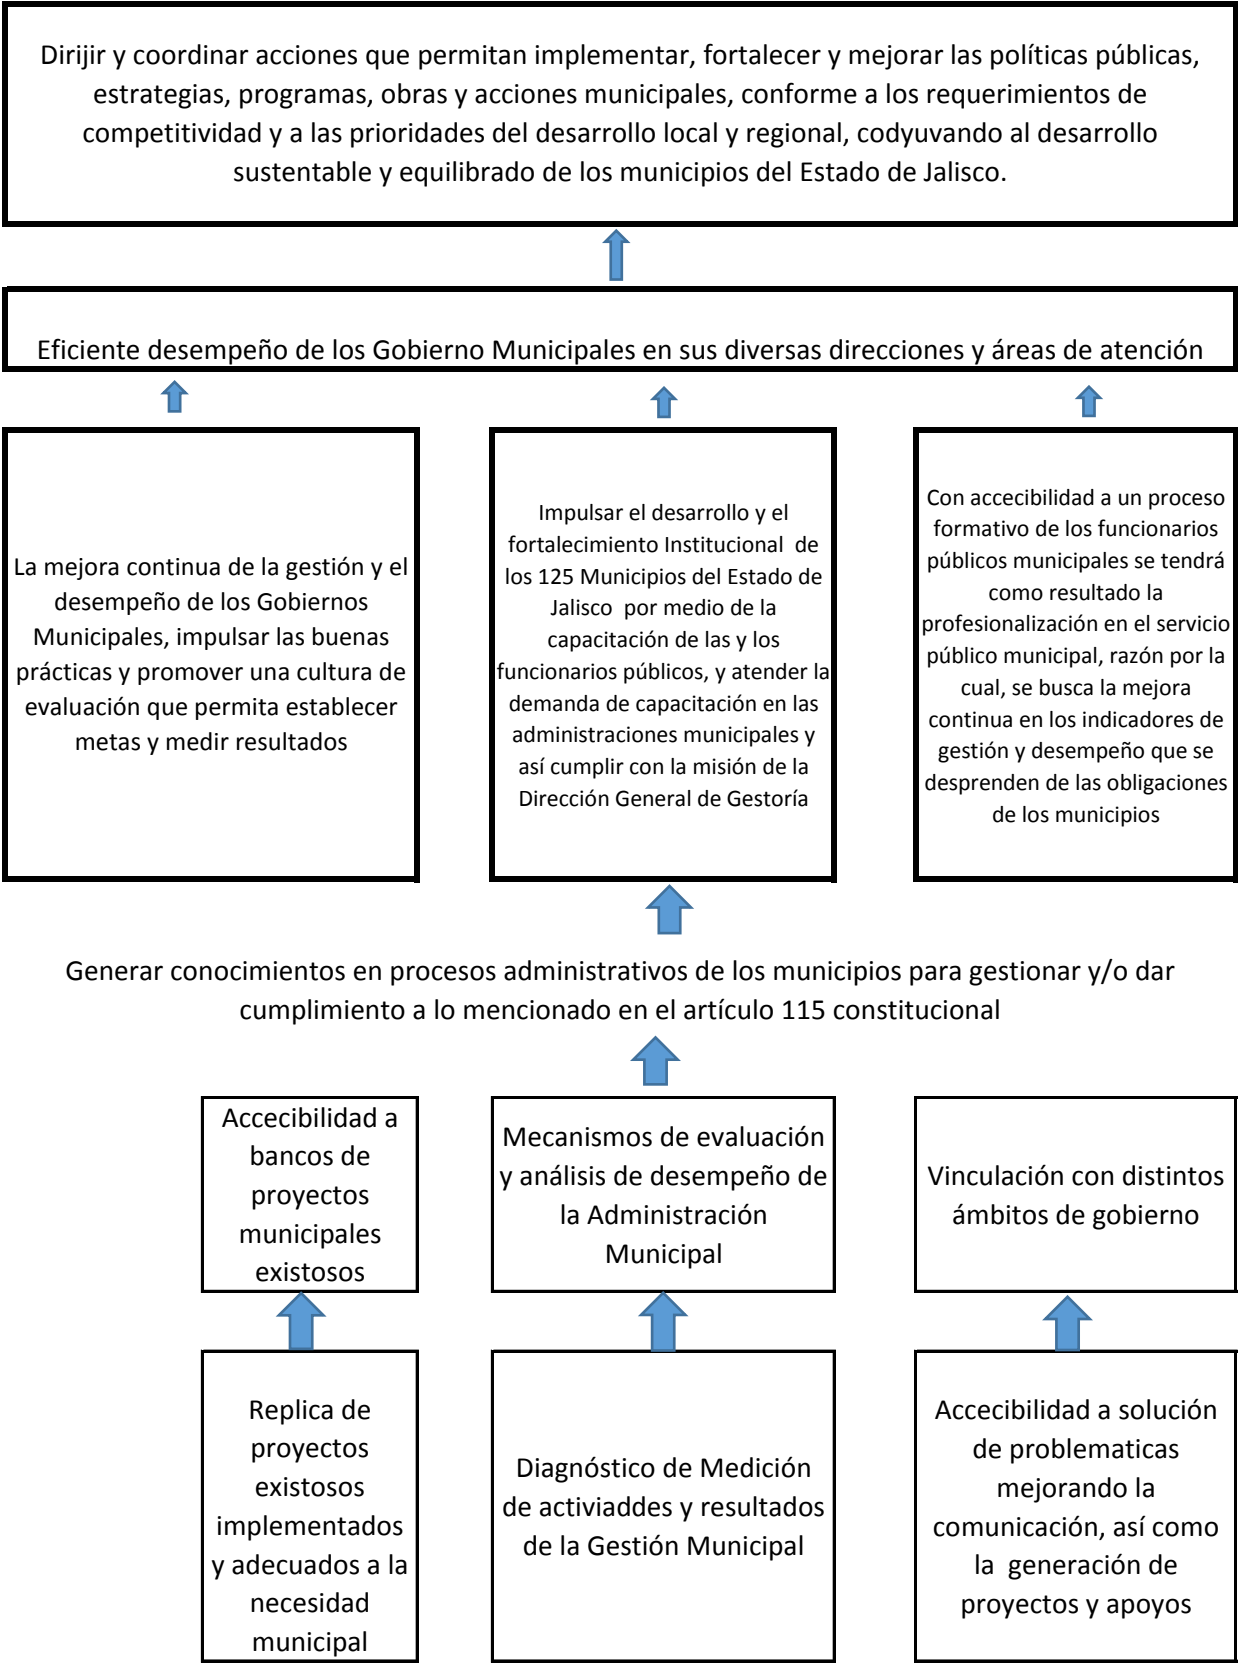 Dirijir y coordinar acciones que permitan implementar, fortalecer y mejorar las políticas públicas,
estrategias, programas, obras y acciones municipales, conforme a los requerimientos de
competitividad y a las prioridades del desarrollo local y regional, codyuvando al desarrollo
sustentable y equilibrado de los municipios del Estado de Jalisco.
Eficiente desempeño de los Gobierno Municipales en sus diversas direcciones y áreas de atención
La mejora continua de la gestión y el
desempeño de los Gobiernos
Municipales, impulsar las buenas
prácticas y promover una cultura de
evaluación que permita establecer
metas y medir resultados
Impulsar el desarrollo y el
fortalecimiento Institucional  de
los 125 Municipios del Estado de
Jalisco  por medio de la
capacitación de las y los
funcionarios públicos, y atender la
demanda de capacitación en las
administraciones municipales y
así cumplir con la misión de la
Dirección General de Gestoría
Con accecibilidad a un proceso
formativo de los funcionarios
públicos municipales se tendrá
como resultado la
profesionalización en el servicio
público municipal, razón por la
cual, se busca la mejora
continua en los indicadores de
gestión y desempeño que se
desprenden de las obligaciones
de los municipios
Generar conocimientos en procesos administrativos de los municipios para gestionar y/o dar
cumplimiento a lo mencionado en el artículo 115 constitucional
Accecibilidad a
bancos de
proyectos
municipales
existosos
Mecanismos de evaluación
y análisis de desempeño de
la Administración
Municipal
Vinculación con distintos
ámbitos de gobierno
Replica de
proyectos
existosos
implementados
y adecuados a la
necesidad
municipal
Diagnóstico de Medición
de activiaddes y resultados
de la Gestión Municipal
Accecibilidad a solución
de problematicas
mejorando la
comunicación, así como
la  generación de
proyectos y apoyos